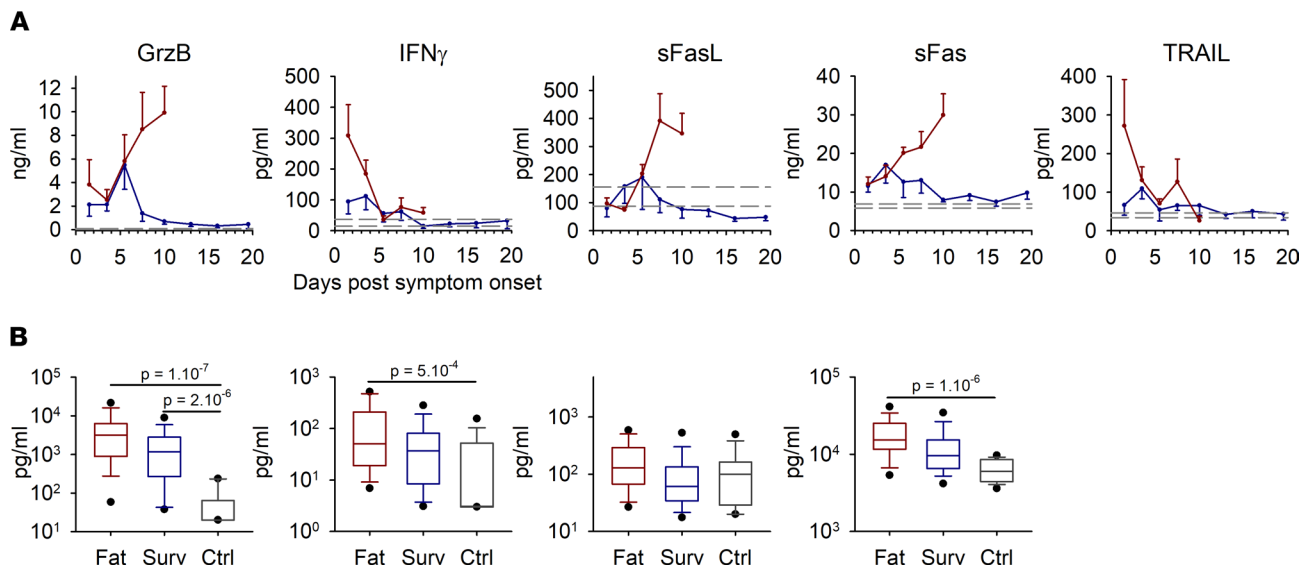 A
GrzB
IFNγ
sFasL
sFas
TRAIL
ng/ml
12
10
8
6
4
2
0
0 5 10 15 20
pg/ml
500
400
300
200
100
0
0 5 10 15 20
pg/ml
500
400
300
200
100
0
0 5 10 15 20
ng/ml
40
30
20
10
0
0 5 10 15 20
pg/ml
400
300
200
100
0
0 5 10 15 20
Days post symptom onset
B
pg/ml
10⁵
10⁴
10³
10²
10¹
p = 1.10⁻⁷
p = 2.10⁻⁶
Fat Surv Ctrl
pg/ml
10³
10²
10¹
10⁰
p = 5.10⁻⁴
Fat Surv Ctrl
pg/ml
10³
10²
10¹
Fat Surv Ctrl
pg/ml
10⁵
10⁴
10³
p = 1.10⁻⁶
Fat Surv Ctrl